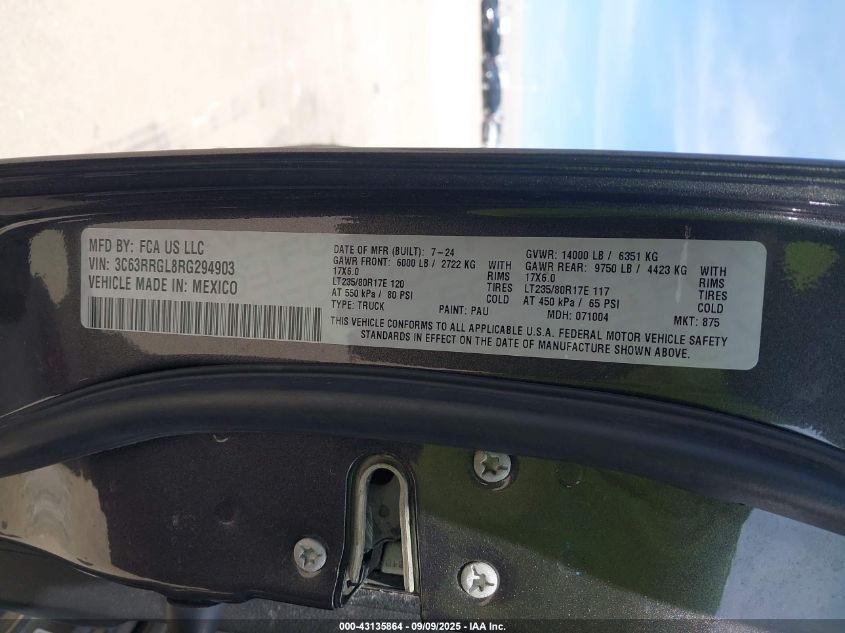 MFD BY: FCA US LLC
VIN: 3C63RRGL8RG294903
VEHICLE MADE IN: MEXICO
DATE OF MFR (BUILT): 7-24
GAWR FRONT: 6000 LB / 2722 KG WITH
17X6.0 RIMS
LT235/80R17E 120 TIRES
AT 550 kPa / 80 PSI COLD
TYPE: TRUCK PAINT: PAU
GVWR: 14000 LB / 6351 KG
GAWR REAR: 9750 LB / 4423 KG WITH
17X6.0 RIMS
LT235/80R17E 117 TIRES
AT 450 kPa / 65 PSI COLD
MDH: 071004 MKT: 875
THIS VEHICLE CONFORMS TO ALL APPLICABLE U.S.A. FEDERAL MOTOR VEHICLE SAFETY
STANDARDS IN EFFECT ON THE DATE OF MANUFACTURE SHOWN ABOVE.
000-43135864 - 09/09/2025 - IAA Inc.